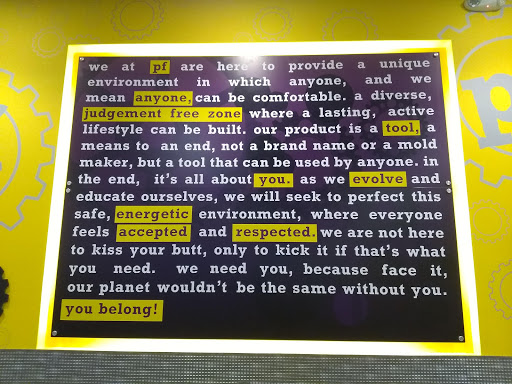 we at pf are here to provide a unique
environment in which anyone, and we
mean anyone, can be comfortable. a diverse,
judgement free zone where a lasting, active
lifestyle can be built. our product is a tool, a
means to an end, not a brand name or a mold
maker, but a tool that can be used by anyone. in
the end, it's all about you. as we evolve and
educate ourselves, we will seek to perfect this
safe, energetic environment, where everyone
feels accepted and respected. we are not here
to kiss your butt, only to kick it if that's what
you need. we need you, because face it,
our planet wouldn't be the same without you.
you belong!
p